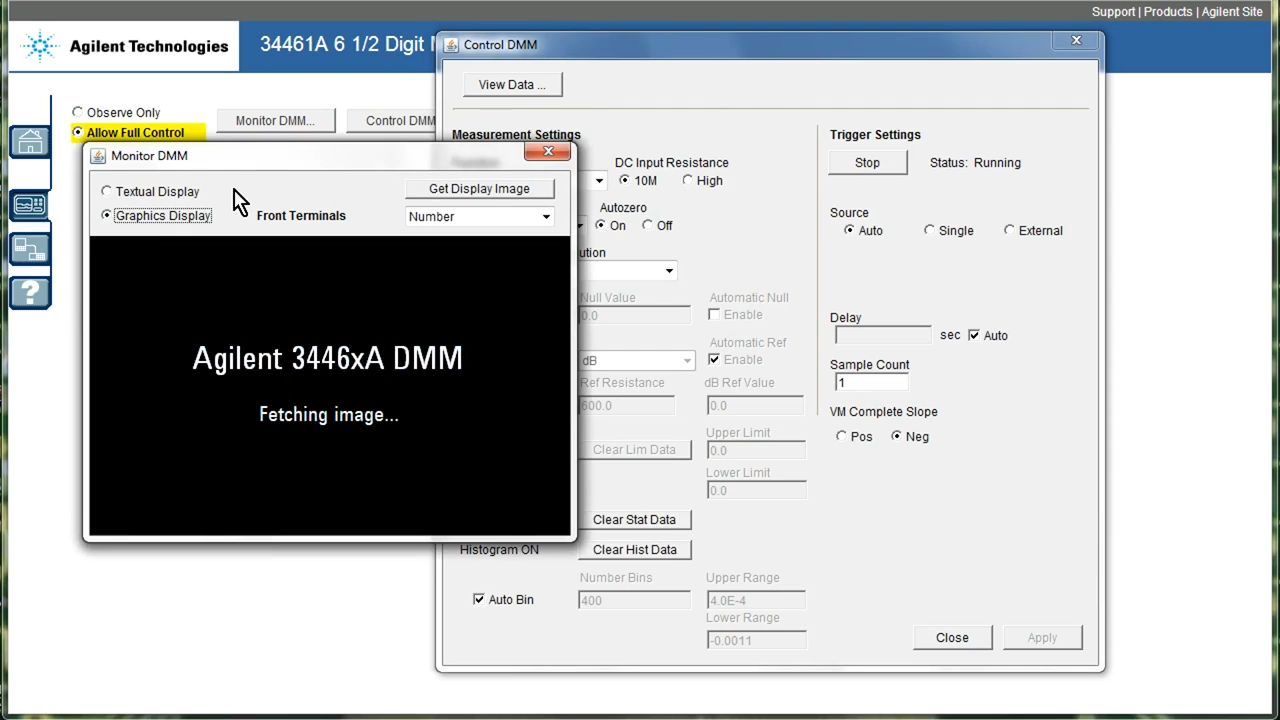 Support | Products | Agilent Site
Agilent Technologies
34461A 6 1/2 Digit
Observe Only
Allow Full Control
Monitor DMM...
Control DMM
Monitor DMM
Textual Display
Graphics Display
Front Terminals
Get Display Image
Number
Agilent 3446xA DMM
Fetching image...
Control DMM
View Data ...
Measurement Settings
DC Input Resistance
10M
High
Autozero
On
Off
ution
Null Value
0.0
Automatic Null
Enable
dB
Automatic Ref
Enable
Ref Resistance
600.0
dB Ref Value
0.0
Clear Lim Data
Upper Limit
0.0
Lower Limit
0.0
Clear Stat Data
Histogram ON
Clear Hist Data
Auto Bin
Number Bins
400
Upper Range
4.0E-4
Lower Range
-0.0011
Trigger Settings
Stop
Status: Running
Source
Auto
Single
External
Delay
sec
Auto
Sample Count
1
VM Complete Slope
Pos
Neg
Close
Apply